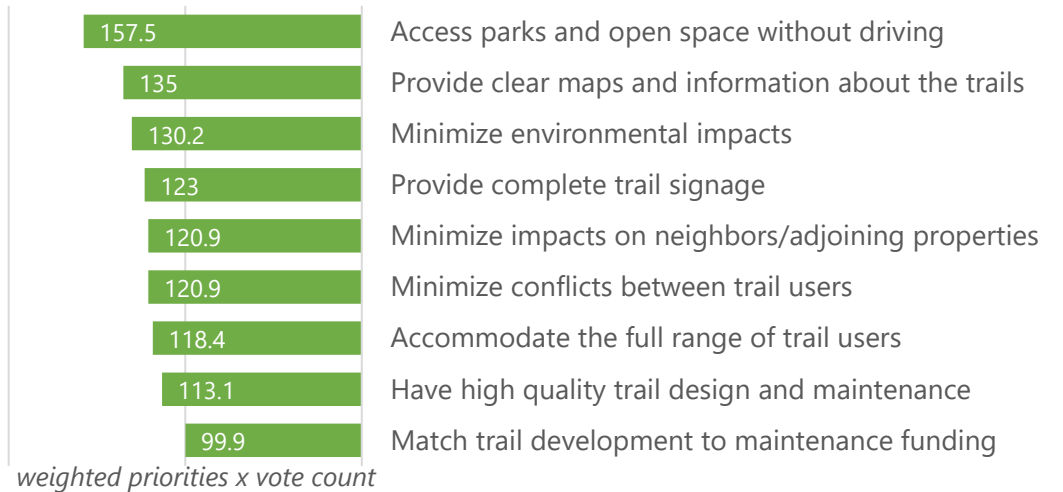 157.5 Access parks and open space without driving
135 Provide clear maps and information about the trails
130.2 Minimize environmental impacts
123 Provide complete trail signage
120.9 Minimize impacts on neighbors/adjoining properties
120.9 Minimize conflicts between trail users
118.4 Accommodate the full range of trail users
113.1 Have high quality trail design and maintenance
99.9 Match trail development to maintenance funding
weighted priorities x vote count